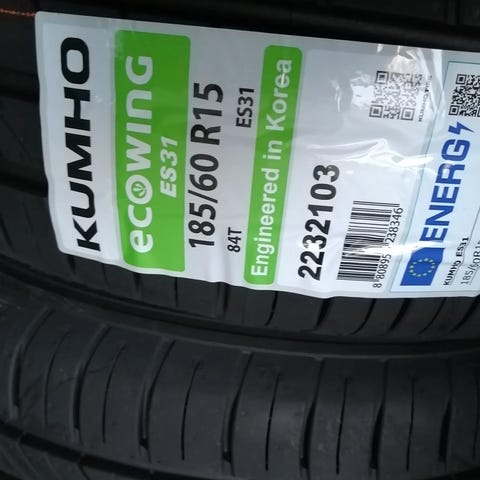 KUMHO
ecowing
ES31
185/60 R15
84T
ES31
Engineered in Korea
2232103
ENERG
KUMHO ES31